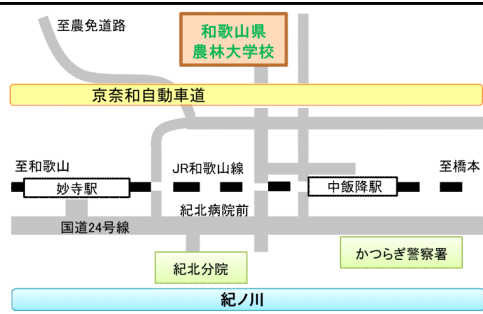 至農免道路
和歌山県
農林大学校
京奈和自動車道
至和歌山
JR和歌山線
至橋本
妙寺駅
中飯降駅
紀北病院前
国道24号線
かつらぎ警察署
紀北分院
紀ノ川